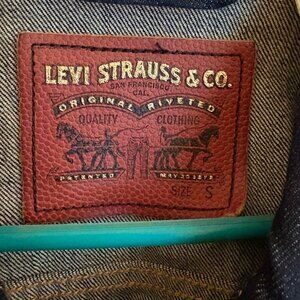 LEVI STRAUSS & CO.
SAN FRANCISCO
CAL.
ORIGINAL RIVETED
QUALITY CLOTHING
PATENTED MAY 20 1873
SIZE S